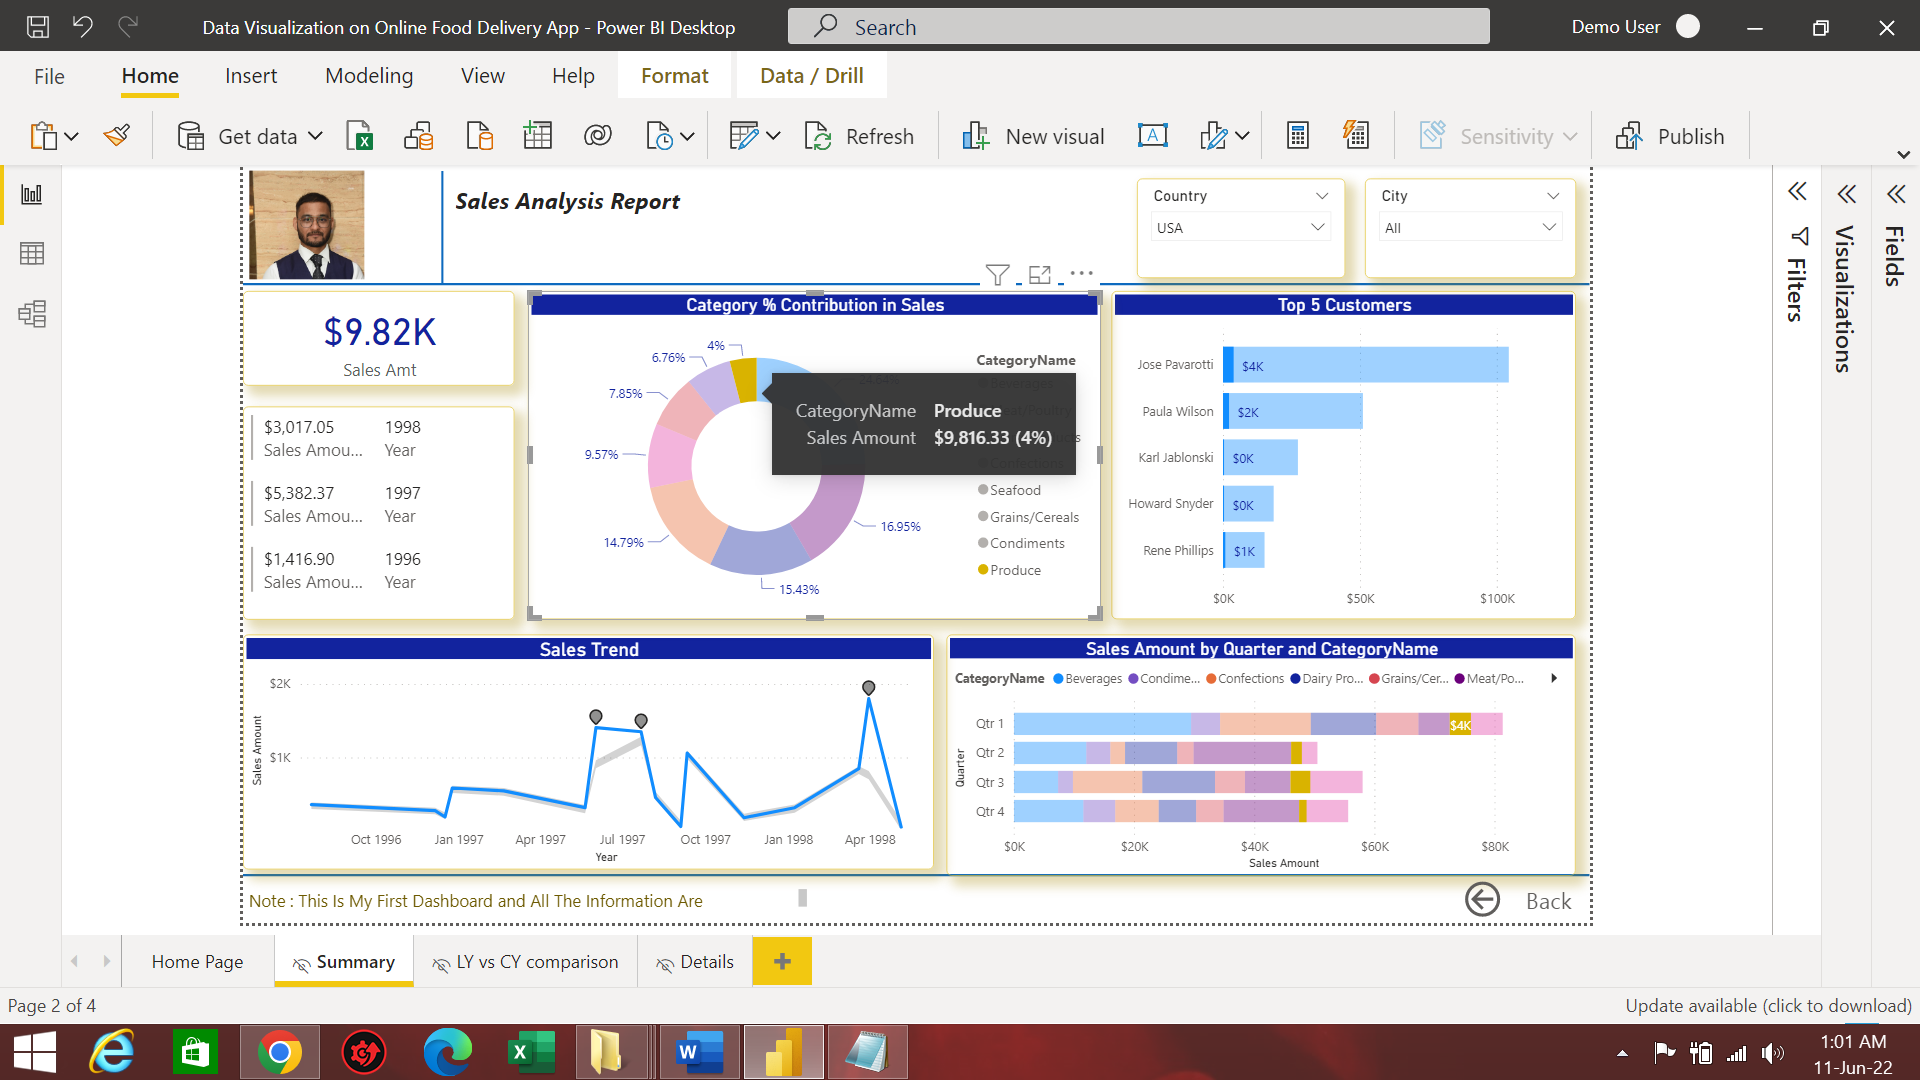 Data Visualization on Online Food Delivery App - Power BI Desktop
Search
Demo User
File
Home
Insert
Modeling
View
Help
Format
Data / Drill
Get data
Refresh
New visual
A
Sensitivity
Publish
Sales Analysis Report
Country
USA
City
All
Filters
Visualizations
Fields
$9.82K
Sales Amt
$3,017.05 1998
Sales Amou... Year
$5,382.37 1997
Sales Amou... Year
$1,416.90 1996
Sales Amou... Year
Category % Contribution in Sales
4%
6.76%
7.85%
9.57%
14.79%
15.43%
16.95%
24.64%
CategoryName
Beverages
Confections
Seafood
Grains/Cereals
Condiments
Produce
CategoryName Produce
Sales Amount $9,816.33 (4%)
Top 5 Customers
Jose Pavarotti $4K
Paula Wilson $2K
Karl Jablonski $0K
Howard Snyder $0K
Rene Phillips $1K
$0K $50K $100K
Sales Trend
$2K
$1K
Sales Amount
Oct 1996 Jan 1997 Apr 1997 Jul 1997 Oct 1997 Jan 1998 Apr 1998
Year
Sales Amount by Quarter and CategoryName
CategoryName Beverages Condime... Confections Dairy Pro... Grains/Cer... Meat/Po...
Quarter
Qtr 1 $4K
Qtr 2
Qtr 3
Qtr 4
$0K $20K $40K $60K $80K
Sales Amount
Note : This Is My First Dashboard and All The Information Are
Back
Home Page
Summary
LY vs CY comparison
Details
Page 2 of 4
Update available (click to download)
1:01 AM
11-Jun-22